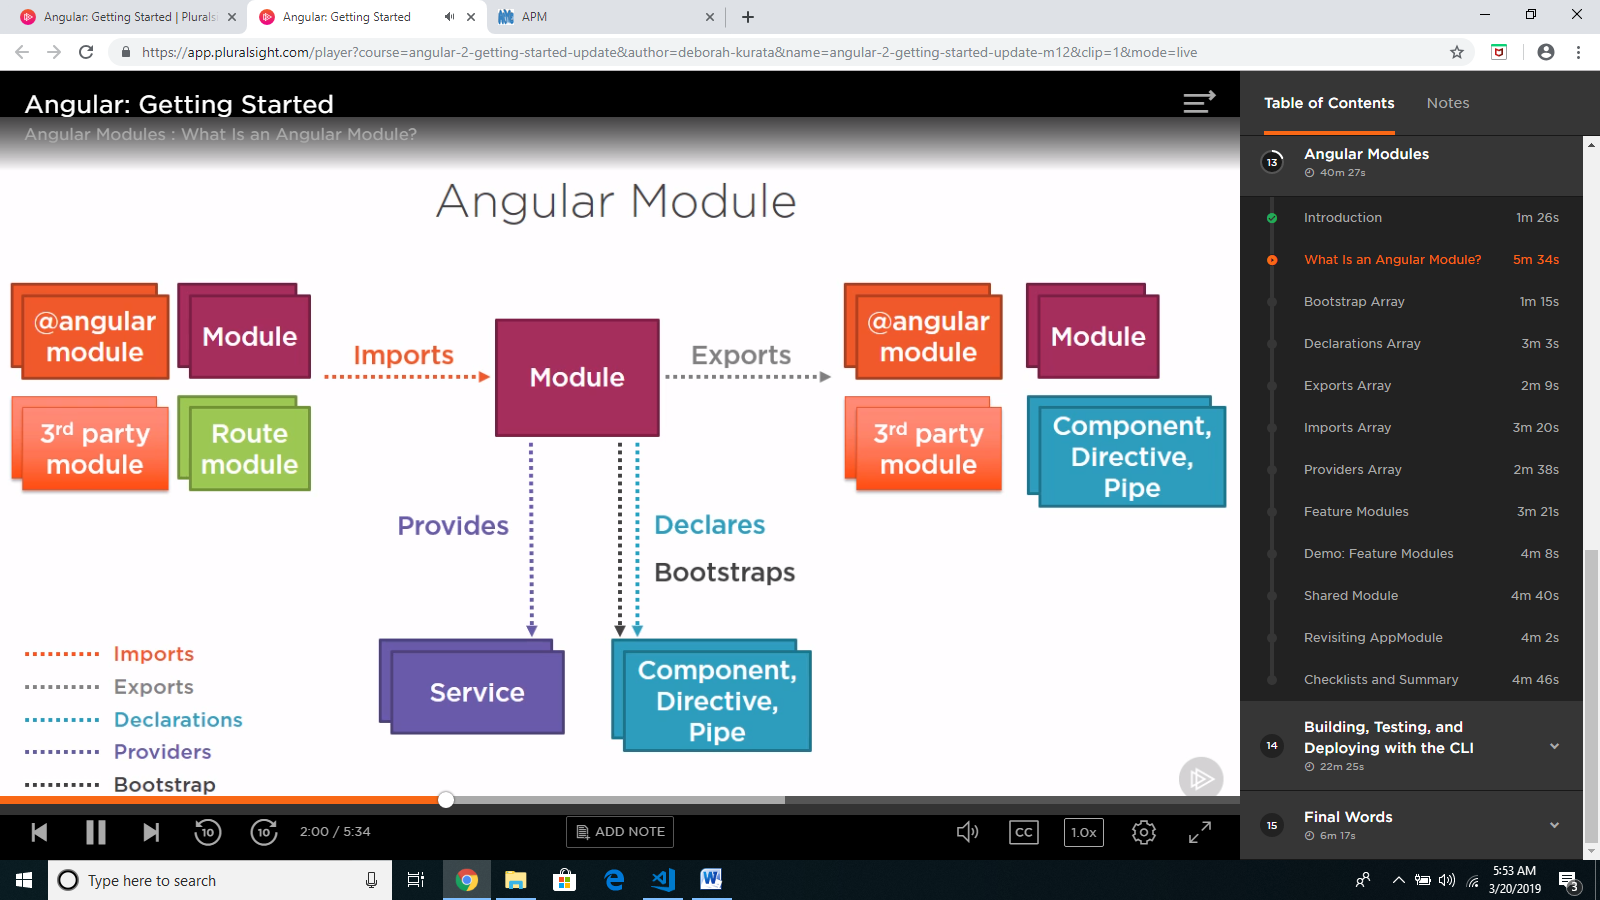 Angular: Getting Started | Plurals
Angular: Getting Started
APM
https://app.pluralsight.com/player?course=angular-2-getting-started-update&author=deborah-kurata&name=angular-2-getting-started-update-m12&clip=1&mode=live
Angular: Getting Started
Angular Modules : What Is an Angular Module?
Angular Module
@angular
module
Module
3rd party
module
Route
module
Imports
Module
Exports
@angular
module
Module
3rd party
module
Component,
Directive,
Pipe
Provides
Declares
Bootstraps
Service
Component,
Directive,
Pipe
Imports
Exports
Declarations
Providers
Bootstrap
10
10
2:00 / 5:34
ADD NOTE
CC
1.0x
Table of Contents
Notes
13
Angular Modules
40m 27s
Introduction 1m 26s
What Is an Angular Module? 5m 34s
Bootstrap Array 1m 15s
Declarations Array 3m 3s
Exports Array 2m 9s
Imports Array 3m 20s
Providers Array 2m 38s
Feature Modules 3m 21s
Demo: Feature Modules 4m 8s
Shared Module 4m 40s
Revisiting AppModule 4m 2s
Checklists and Summary 4m 46s
14
Building, Testing, and
Deploying with the CLI
22m 25s
15
Final Words
6m 17s
Type here to search
5:53 AM
3/20/2019
3